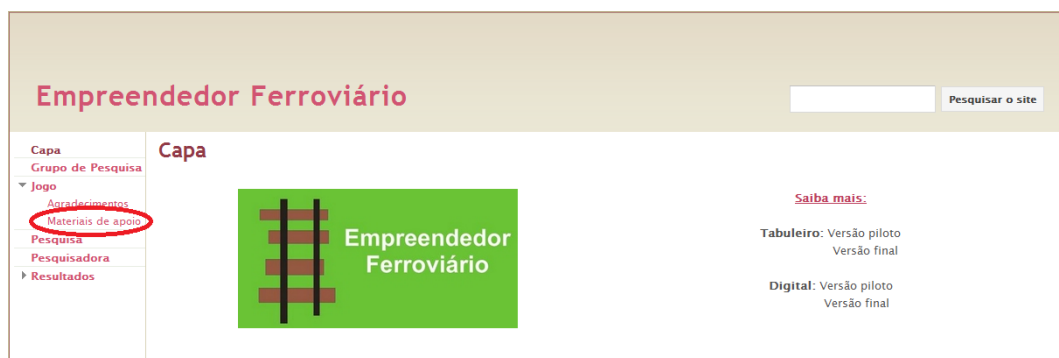 Empreendedor Ferroviário
Pesquisar o site
Capa
Grupo de Pesquisa
Jogo
Agradecimentos
Materiais de apoio
Pesquisa
Pesquisadora
Resultados
Capa
Empreendedor
Ferroviário
Saiba mais:
Tabuleiro: Versão piloto
Versão final
Digital: Versão piloto
Versão final